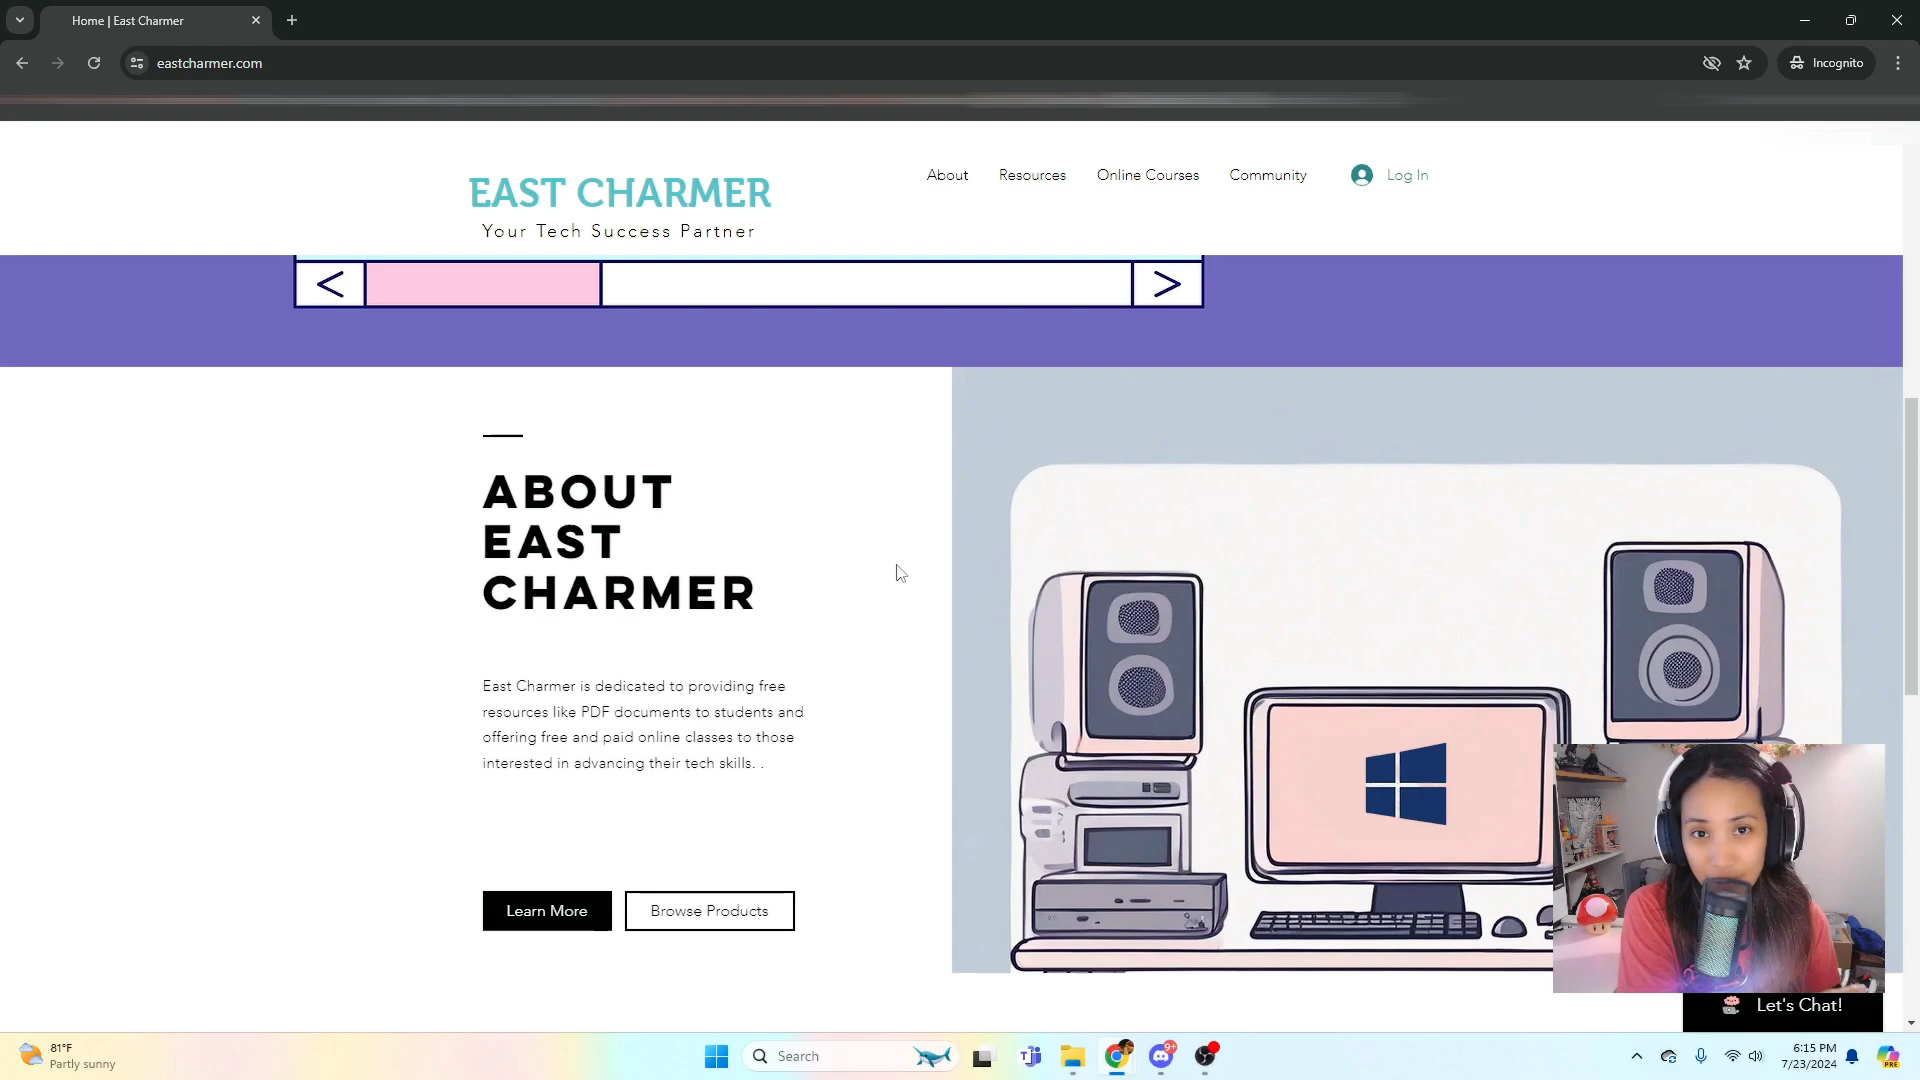 Home | East Charmer
eastcharmer.com
Incognito
EAST CHARMER
Your Tech Success Partner
About
Resources
Online Courses
Community
Log In
<
>
ABOUT
EAST
CHARMER
East Charmer is dedicated to providing free
resources like PDF documents to students and
offering free and paid online classes to those
interested in advancing their tech skills. .
Learn More
Browse Products
Let's Chat!
81°F
Partly sunny
Search
9+
6:15 PM
7/23/2024
PRE